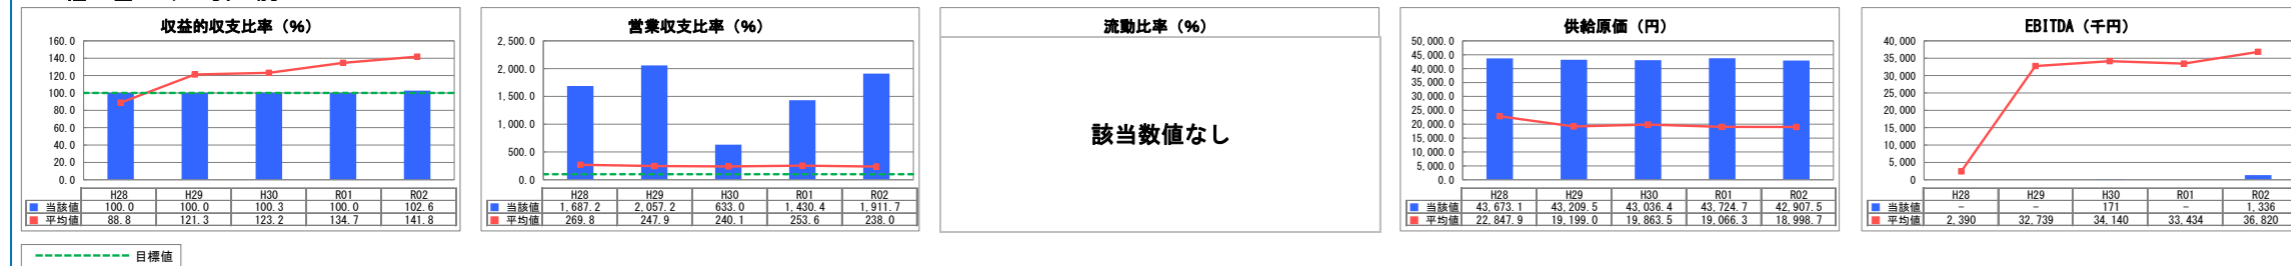 収益的収支比率（%）
160.0
140.0
120.0
100.0
80.0
60.0
40.0
20.0
0.0
H28 H29 H30 R01 R02
当該値 100.0 100.0 100.3 100.0 102.6
平均値 88.8 121.3 123.2 134.7 141.8
営業収支比率（%）
2,500.0
2,000.0
1,500.0
1,000.0
500.0
0.0
H28 H29 H30 R01 R02
当該値 1,687.2 2,057.2 633.0 1,430.4 1,911.7
平均値 269.8 247.9 240.1 253.6 238.0
流動比率（%）
該当数値なし
供給原価（円）
50,000.0
45,000.0
40,000.0
35,000.0
30,000.0
25,000.0
20,000.0
15,000.0
10,000.0
5,000.0
0.0
H28 H29 H30 R01 R02
当該値 43,673.1 43,209.5 43,036.4 43,724.7 42,907.5
平均値 22,847.9 19,199.0 19,863.5 19,066.3 18,998.7
EBITDA（千円）
40,000
35,000
30,000
25,000
20,000
15,000
10,000
5,000
0
H28 H29 H30 R01 R02
当該値 - - 171 - 1,336
平均値 2,390 32,739 34,140 33,434 36,820
目標値